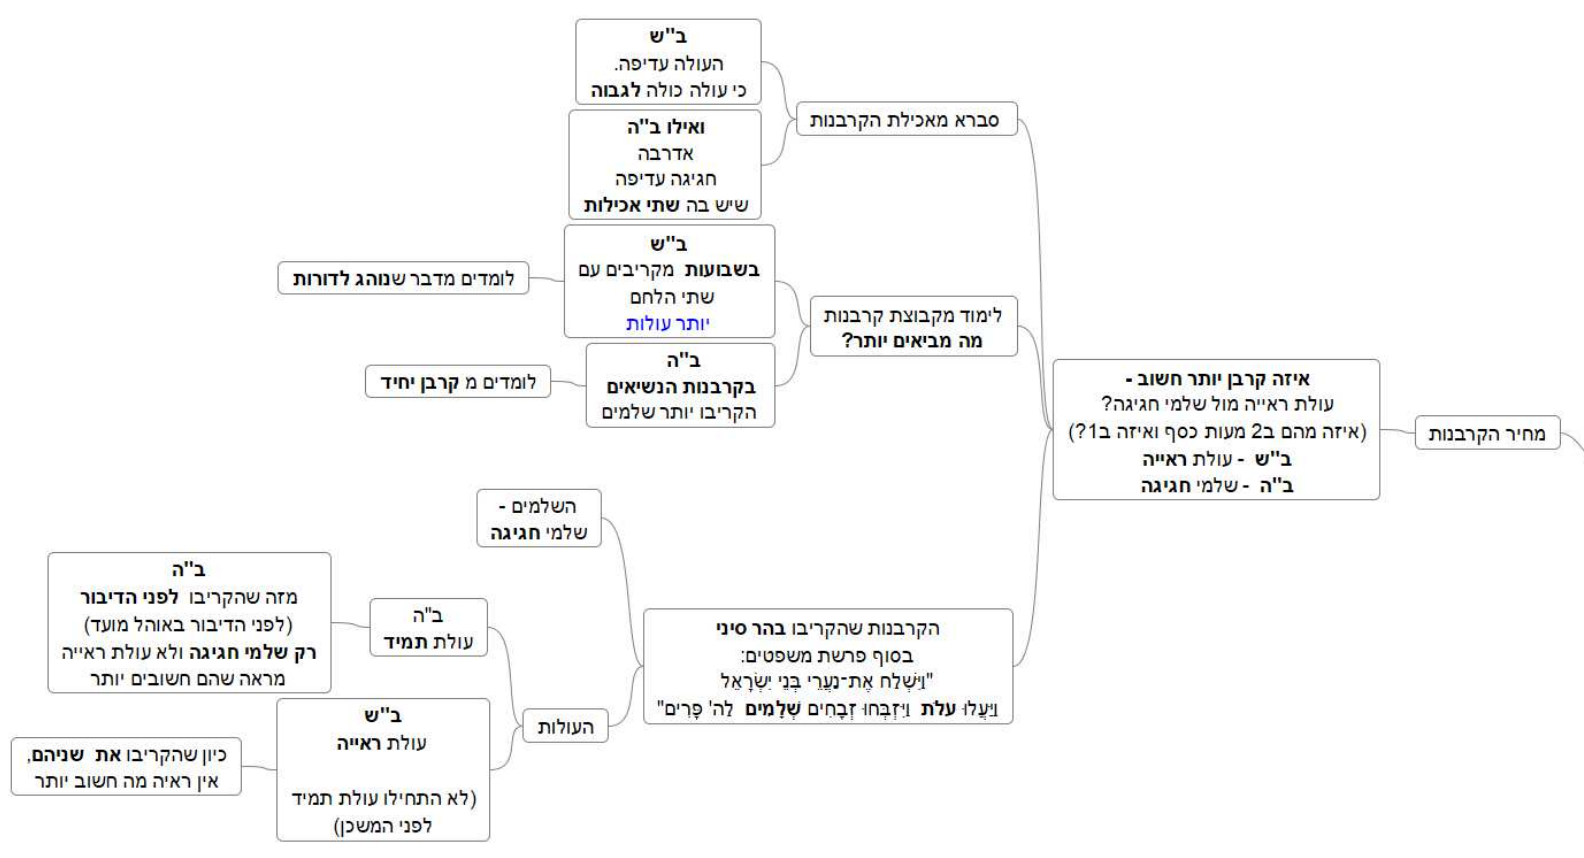 מחיר הקרבנות
איזה קרבן יותר חשוב -
עולת ראייה מול שלמי חגיגה?
(איזה מהם ב2 מעות כסף ואיזה ב1?)
ב"ש - עולת ראייה
ב"ה - שלמי חגיגה
סברא מאכילת הקרבנות
ב"ש
העולה עדיפה.
כי עולה כולה לגבוה
ואילו ב"ה
אדרבה
חגיגה עדיפה
שיש בה שתי אכילות
לימוד מקבוצת קרבנות
מה מביאים יותר?
ב"ש
בשבועות מקריבים עם
שתי הלחם
יותר עולות
לומדים מדבר שנוהג לדורות
ב"ה
בקרבנות הנשיאים
הקריבו יותר שלמים
לומדים מ קרבן יחיד
הקרבנות שהקריבו בהר סיני
בסוף פרשת משפטים:
"וַיִּשְׁלַח אֶת־נַעֲרֵי בְּנֵי יִשְׂרָאֵל
וַיַּעֲלוּ עֹלֹת וַיִּזְבְּחוּ זְבָחִים שְׁלָמִים לַה' פָּרִים"
השלמים -
שלמי חגיגה
העולות
ב"ה
עולת תמיד
ב"ה
מזה שהקריבו לפני הדיבור
(לפני הדיבור באוהל מועד)
רק שלמי חגיגה ולא עולת ראייה
מראה שהם חשובים יותר
ב"ש
עולת ראייה
(לא התחילו עולת תמיד
לפני המשכן)
כיון שהקריבו את שניהם,
אין ראיה מה חשוב יותר